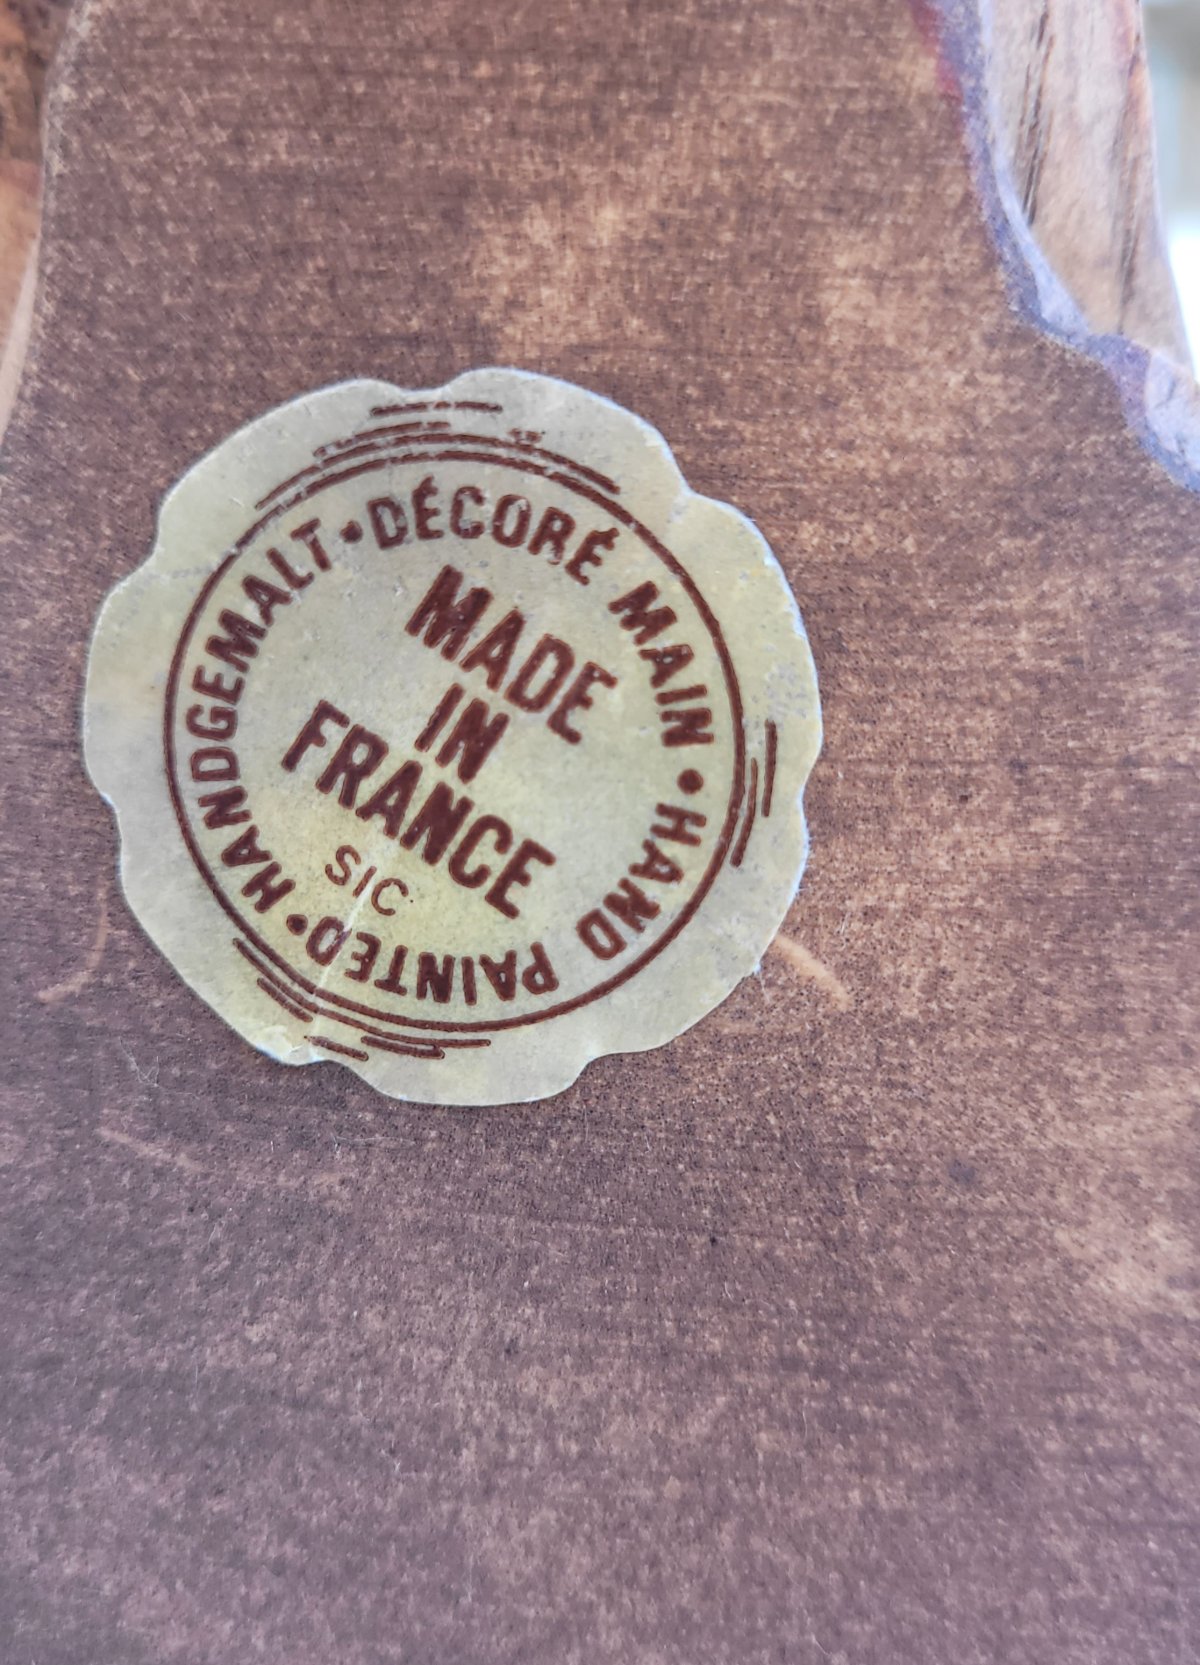 DÉCORÉ MAIN • HAND PAINTED • HANDGEMALT •
MADE
IN
FRANCE
SIC